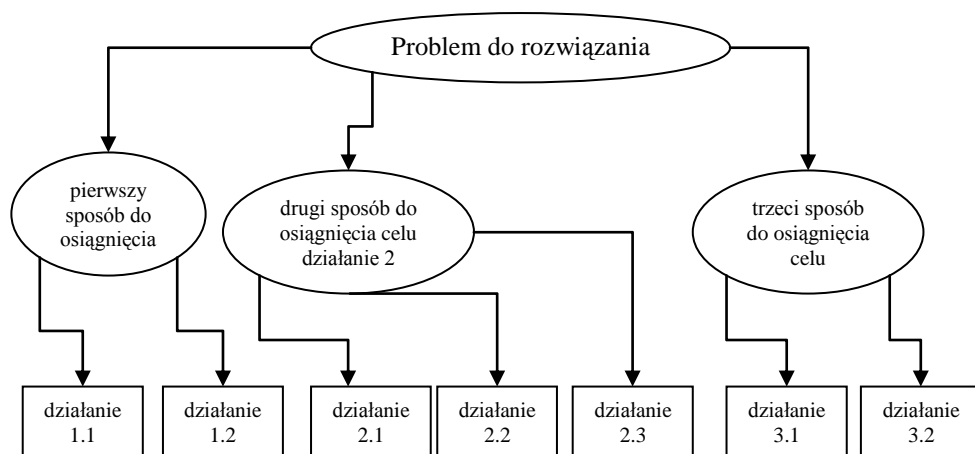 Problem do rozwiązania
pierwszy
sposób do
osiągnięcia
drugi sposób do
osiągnięcia celu
działanie 2
trzeci sposób
do osiągnięcia
celu
działanie
1.1
działanie
1.2
działanie
2.1
działanie
2.2
działanie
2.3
działanie
3.1
działanie
3.2